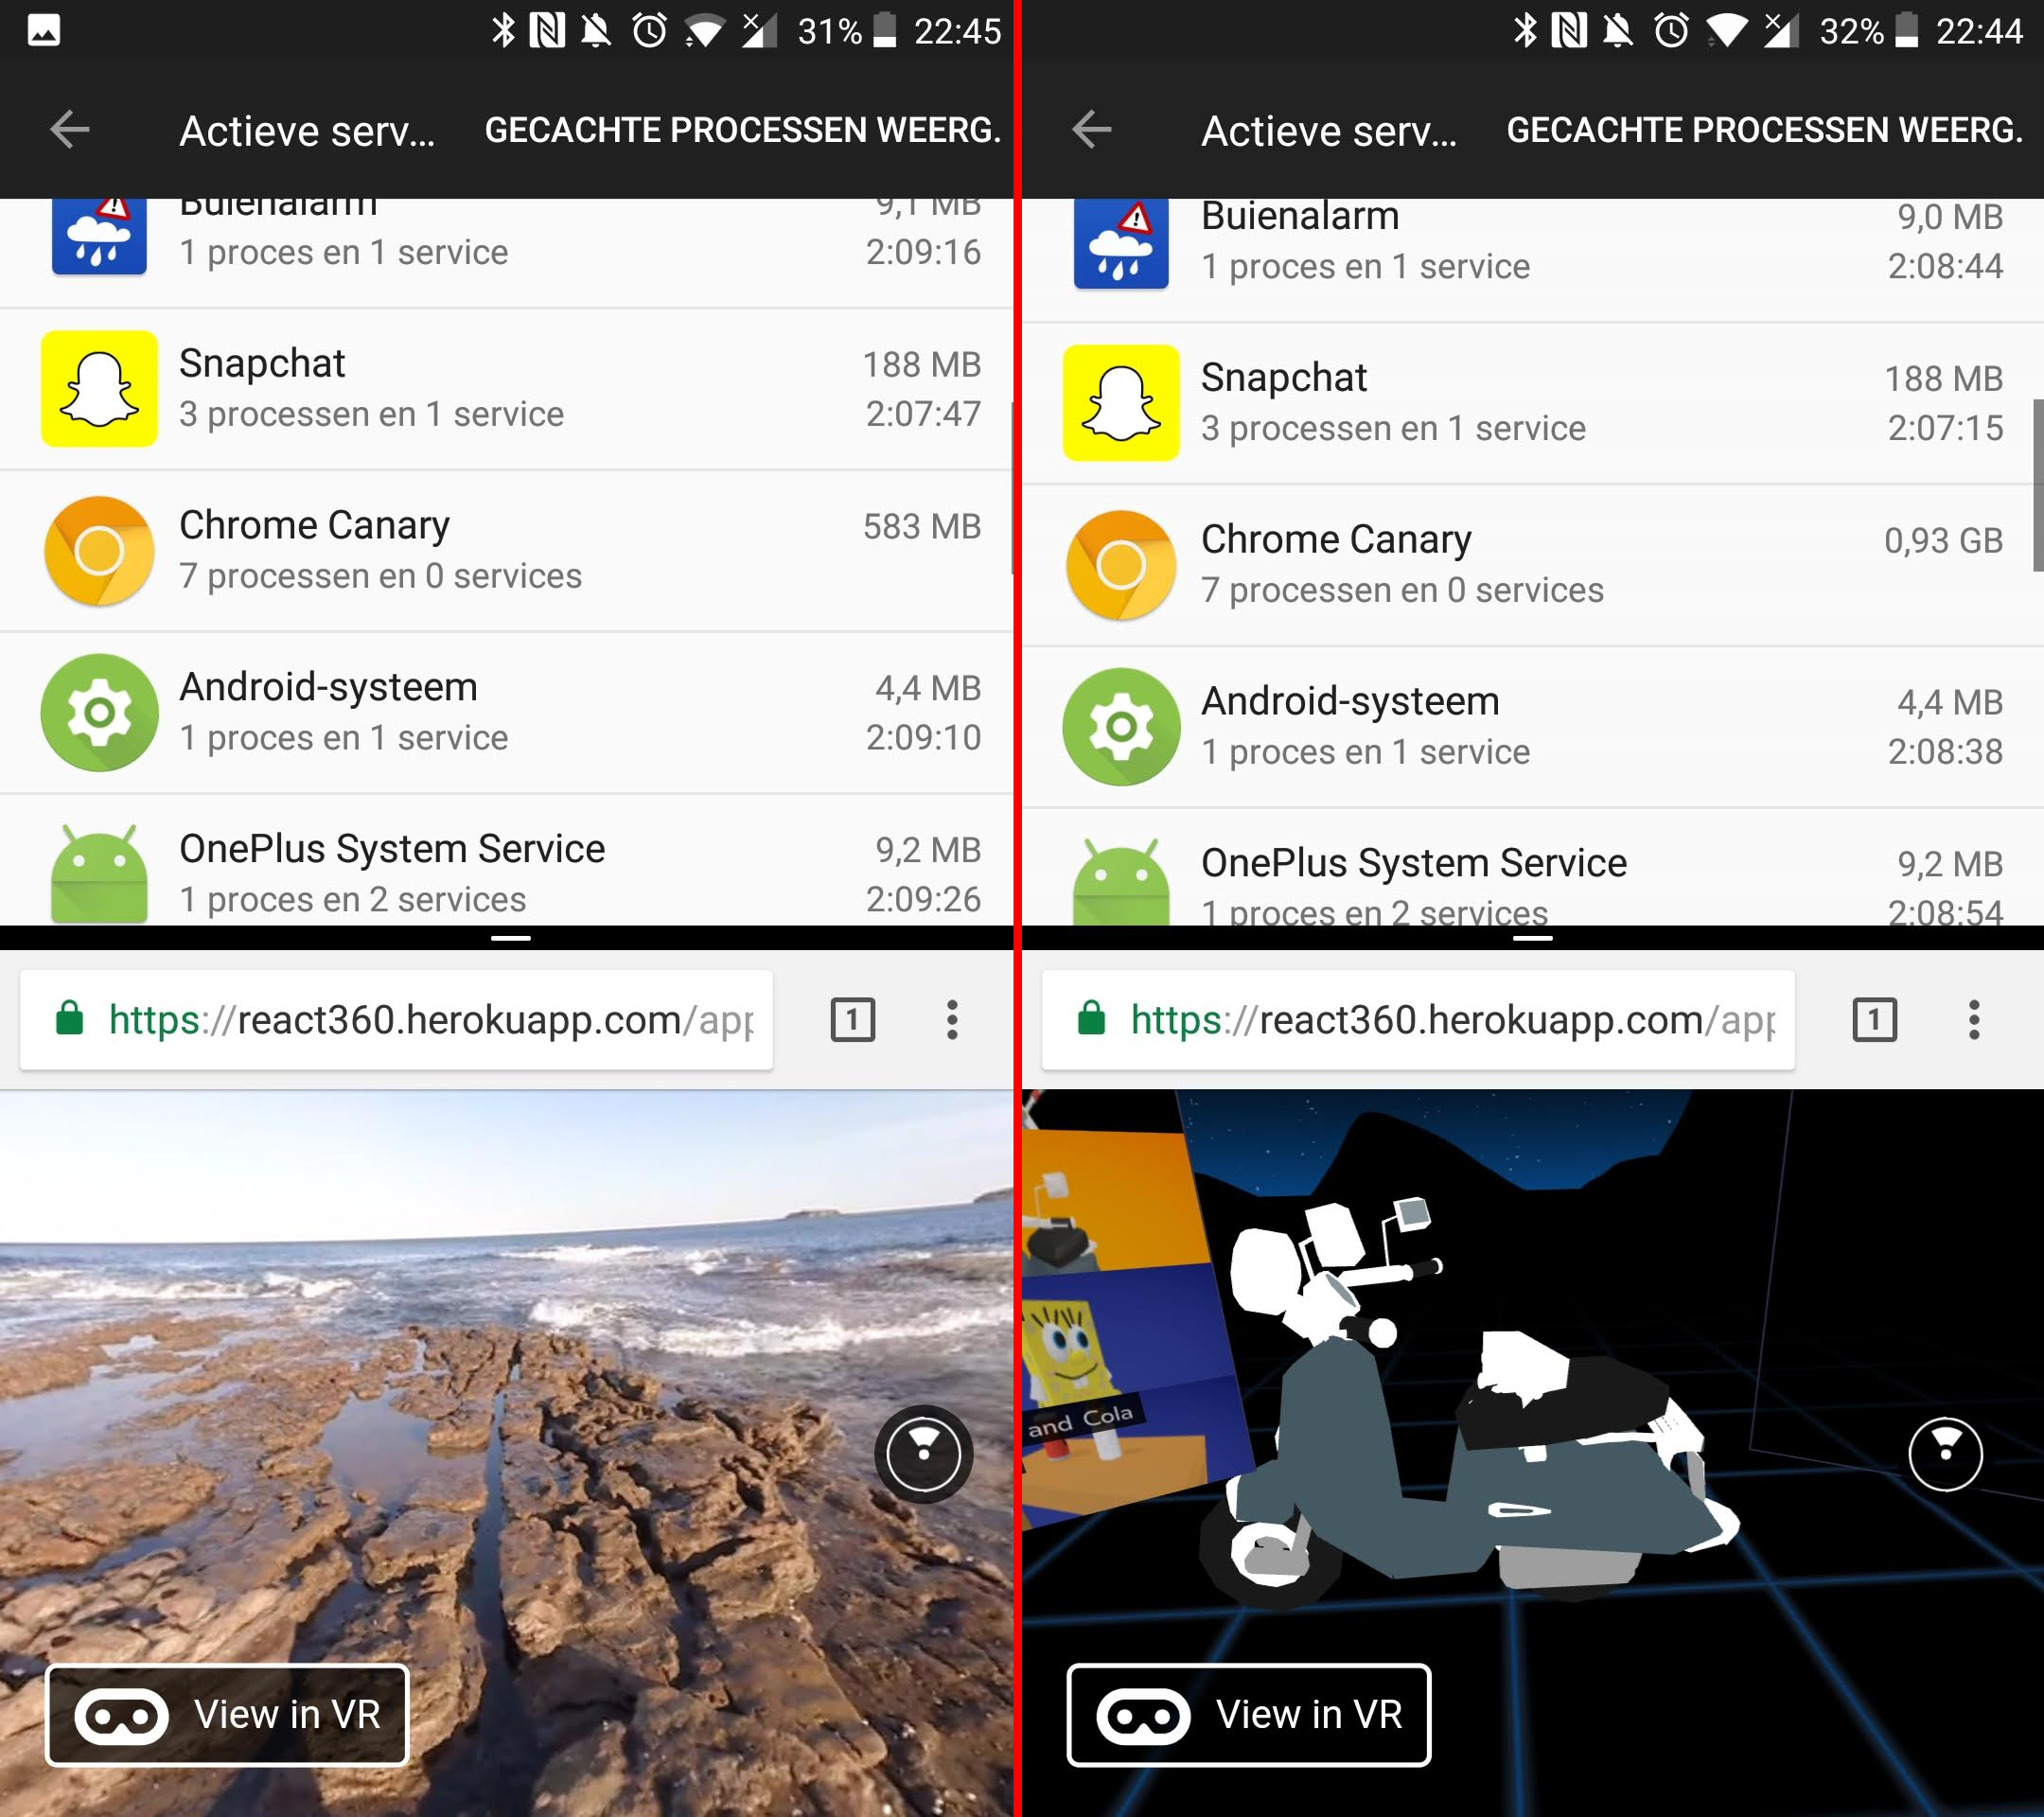 31% 22:45
Actieve serv... GECACHTE PROCESSEN WEERG.
Buienalarm 9,1 MB
1 proces en 1 service 2:09:16
Snapchat 188 MB
3 processen en 1 service 2:07:47
Chrome Canary 583 MB
7 processen en 0 services
Android-systeem 4,4 MB
1 proces en 1 service 2:09:10
OnePlus System Service 9,2 MB
1 proces en 2 services 2:09:26
https://react360.herokuapp.com/app
1
View in VR
32% 22:44
Actieve serv... GECACHTE PROCESSEN WEERG.
Buienalarm 9,0 MB
1 proces en 1 service 2:08:44
Snapchat 188 MB
3 processen en 1 service 2:07:15
Chrome Canary 0,93 GB
7 processen en 0 services
Android-systeem 4,4 MB
1 proces en 1 service 2:08:38
OnePlus System Service 9,2 MB
1 proces en 2 services 2:08:54
https://react360.herokuapp.com/app
1
and Cola
View in VR